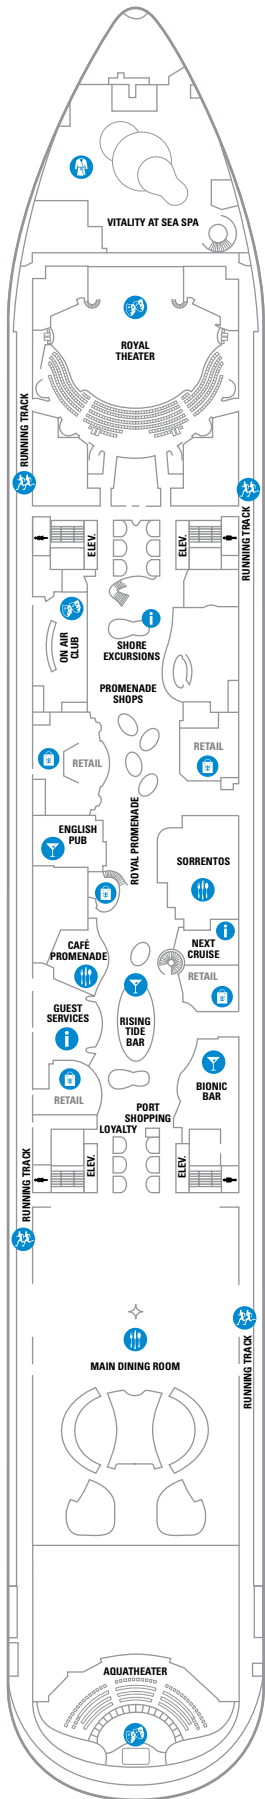 VITALITY AT SEA SPA
ROYAL
THEATER
RUNNING TRACK
RUNNING TRACK
ELEV.
ELEV.
ON AIR
CLUB
SHORE
EXCURSIONS
PROMENADE
SHOPS
RETAIL
RETAIL
ROYAL PROMENADE
ENGLISH
PUB
SORRENTOS
CAFÉ
PROMENADE
NEXT
CRUISE
RETAIL
GUEST
SERVICES
RISING
TIDE
BAR
RETAIL
BIONIC
BAR
PORT
SHOPPING
LOYALTY
ELEV.
ELEV.
RUNNING TRACK
RUNNING TRACK
MAIN DINING ROOM
AQUATHEATER